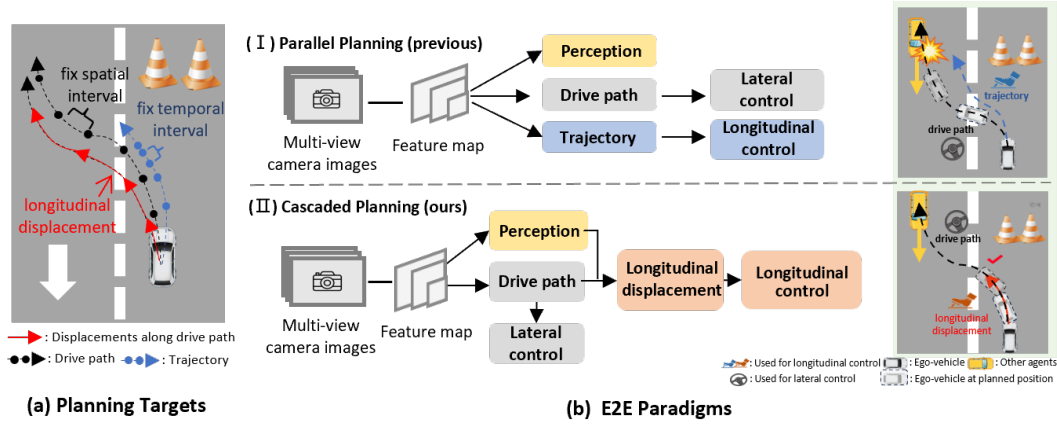 fix spatial
interval
fix temporal
interval
longitudinal
displacement
: Displacements along drive path
: Drive path
: Trajectory
(a) Planning Targets
(Ⅰ) Parallel Planning (previous)
Multi-view
camera images
Feature map
Perception
Drive path
Trajectory
Lateral
control
Longitudinal
control
trajectory
drive path
(Ⅱ) Cascaded Planning (ours)
Multi-view
camera images
Feature map
Perception
Drive path
Lateral
control
Longitudinal
displacement
Longitudinal
control
drive path
longitudinal
displacement
: Used for longitudinal control
: Ego-vehicle
: Other agents
: Used for lateral control
: Ego-vehicle at planned position
(b) E2E Paradigms